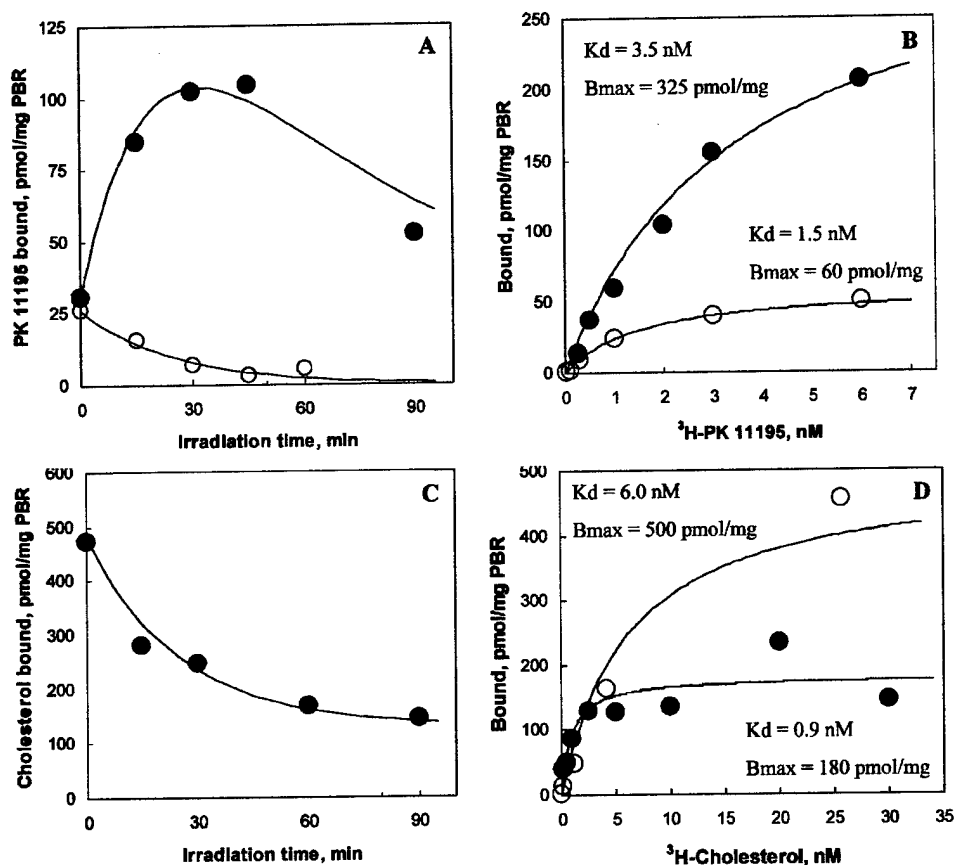 A
PK 11195 bound, pmol/mg PBR
125
100
75
50
25
0
0 30 60 90
Irradiation time, min
B
Kd = 3.5 nM
Bmax = 325 pmol/mg
Kd = 1.5 nM
Bmax = 60 pmol/mg
Bound, pmol/mg PBR
250
200
150
100
50
0
0 1 2 3 4 5 6 7
³H-PK 11195, nM
C
Cholesterol bound, pmol/mg PBR
600
500
400
300
200
100
0
0 30 60 90
Irradiation time, min
D
Kd = 6.0 nM
Bmax = 500 pmol/mg
Kd = 0.9 nM
Bmax = 180 pmol/mg
Bound, pmol/mg PBR
500
400
300
200
100
0
0 5 10 15 20 25 30 35
³H-Cholesterol, nM